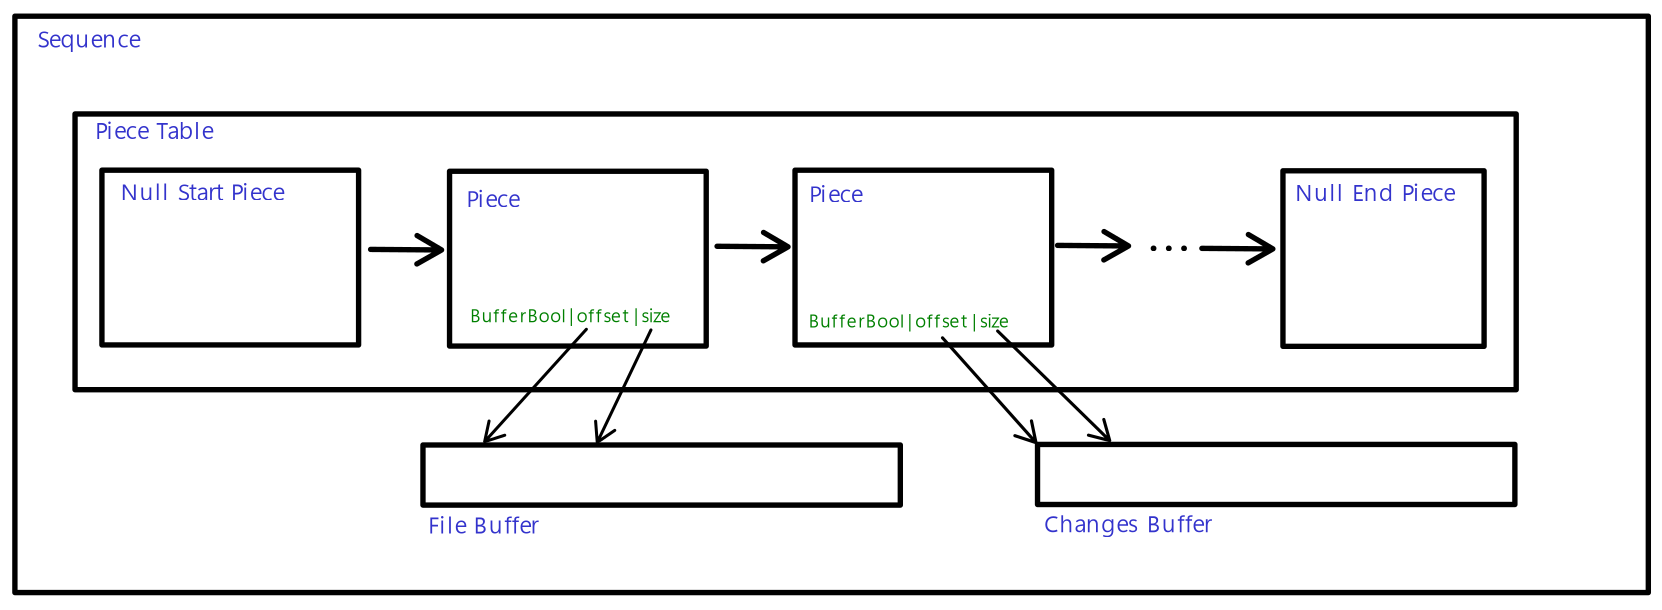 Sequence
Piece Table
Null Start Piece
Piece
Piece
Null End Piece
. . .
BufferBool|offset|size
BufferBool|offset|size
File Buffer
Changes Buffer